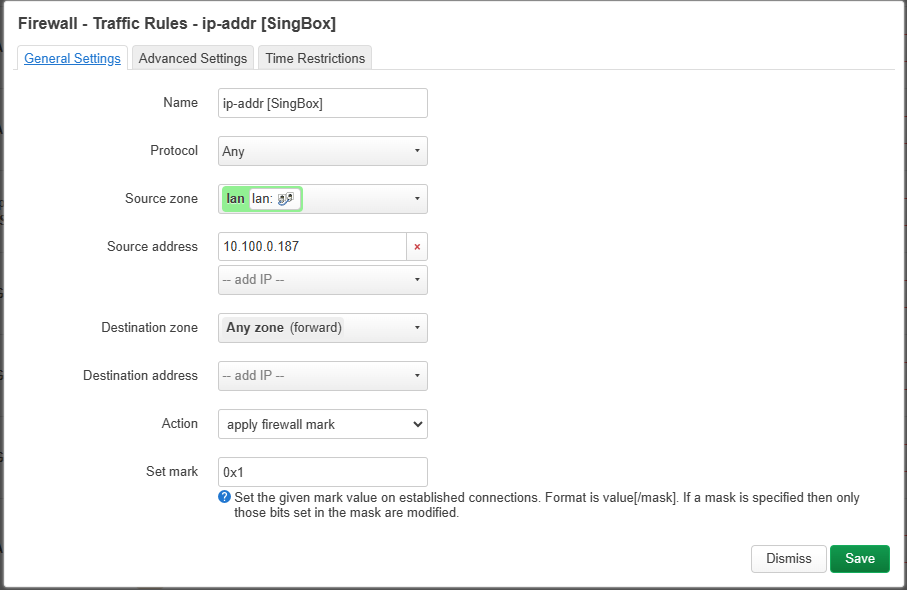 Firewall - Traffic Rules - ip-addr [SingBox]
General Settings
Advanced Settings
Time Restrictions
Name
ip-addr [SingBox]
Protocol
Any
Source zone
lan lan:
Source address
10.100.0.187
×
-- add IP --
Destination zone
Any zone (forward)
Destination address
-- add IP --
Action
apply firewall mark
Set mark
0x1
? Set the given mark value on established connections. Format is value[/mask]. If a mask is specified then only
those bits set in the mask are modified.
Dismiss
Save